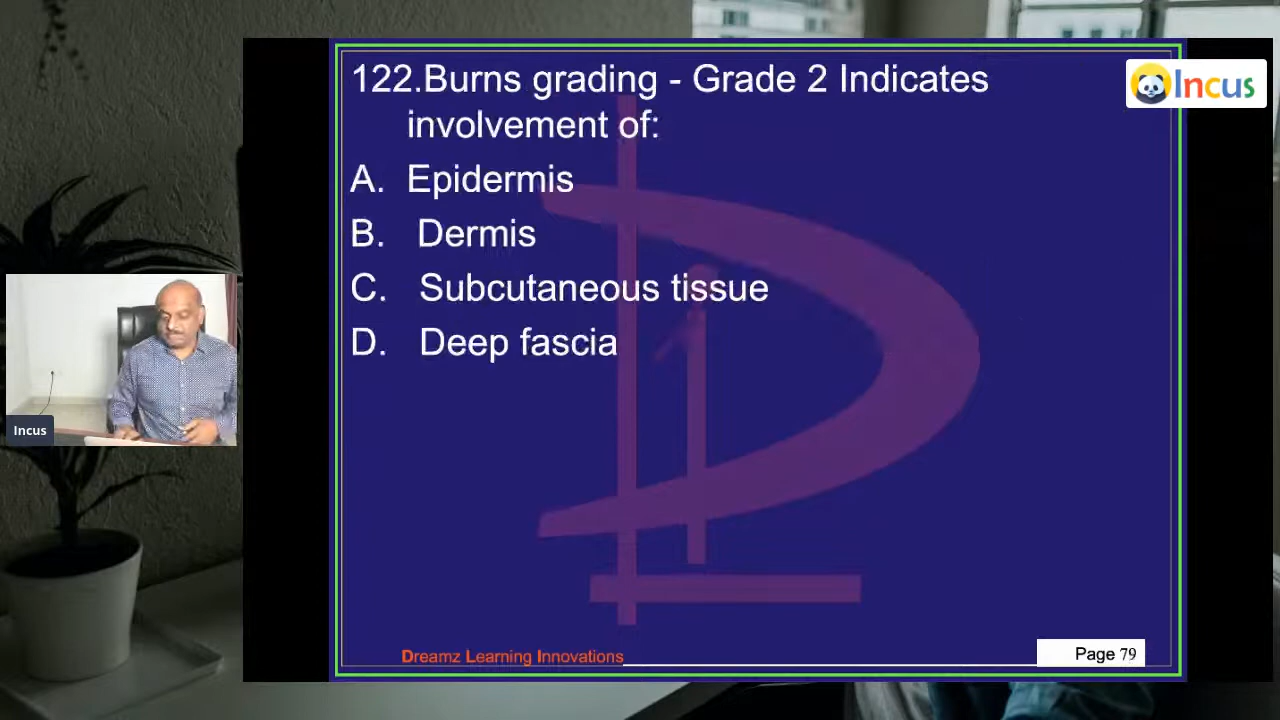 122.Burns grading - Grade 2 Indicates
involvement of:
A. Epidermis
B. Dermis
C. Subcutaneous tissue
D. Deep fascia
Incus
Incus
Dreamz Learning Innovations
Page 79